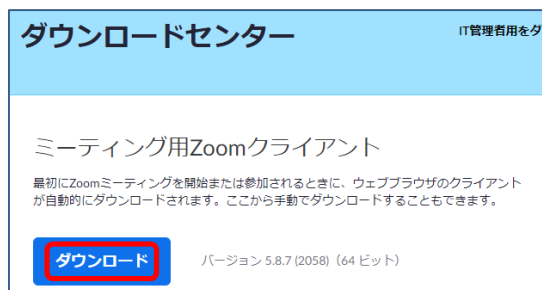 ダウンロードセンター
IT管理者用をダ
ミーティング用Zoomクライアント
最初にZoomミーティングを開始または参加されるときに、ウェブブラウザのクライアント
が自動的にダウンロードされます。ここから手動でダウンロードすることもできます。
ダウンロード
バージョン 5.8.7 (2058)（64 ビット）